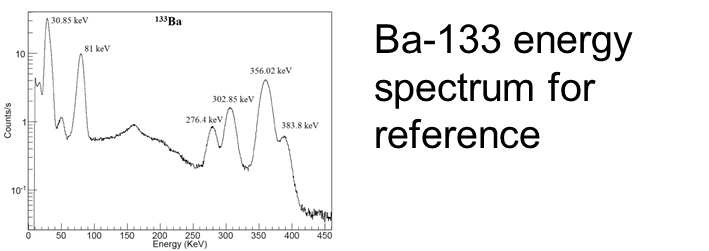 133Ba
30.85 keV
81 keV
276.4 keV
302.85 keV
356.02 keV
383.8 keV
Counts/s
10
1
10-1
0 50 100 150 200 250 300 350 400 450
Energy (KeV)
Ba-133 energy
spectrum for
reference